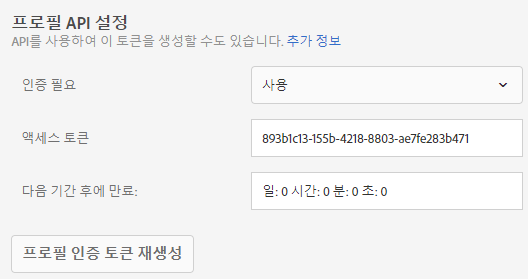 프로필 API 설정
API를 사용하여 이 토큰을 생성할 수도 있습니다. 추가 정보
인증 필요
사용
액세스 토큰
893b1c13-155b-4218-8803-ae7fe283b471
다음 기간 후에 만료:
일: 0 시간: 0 분: 0 초: 0
프로필 인증 토큰 재생성